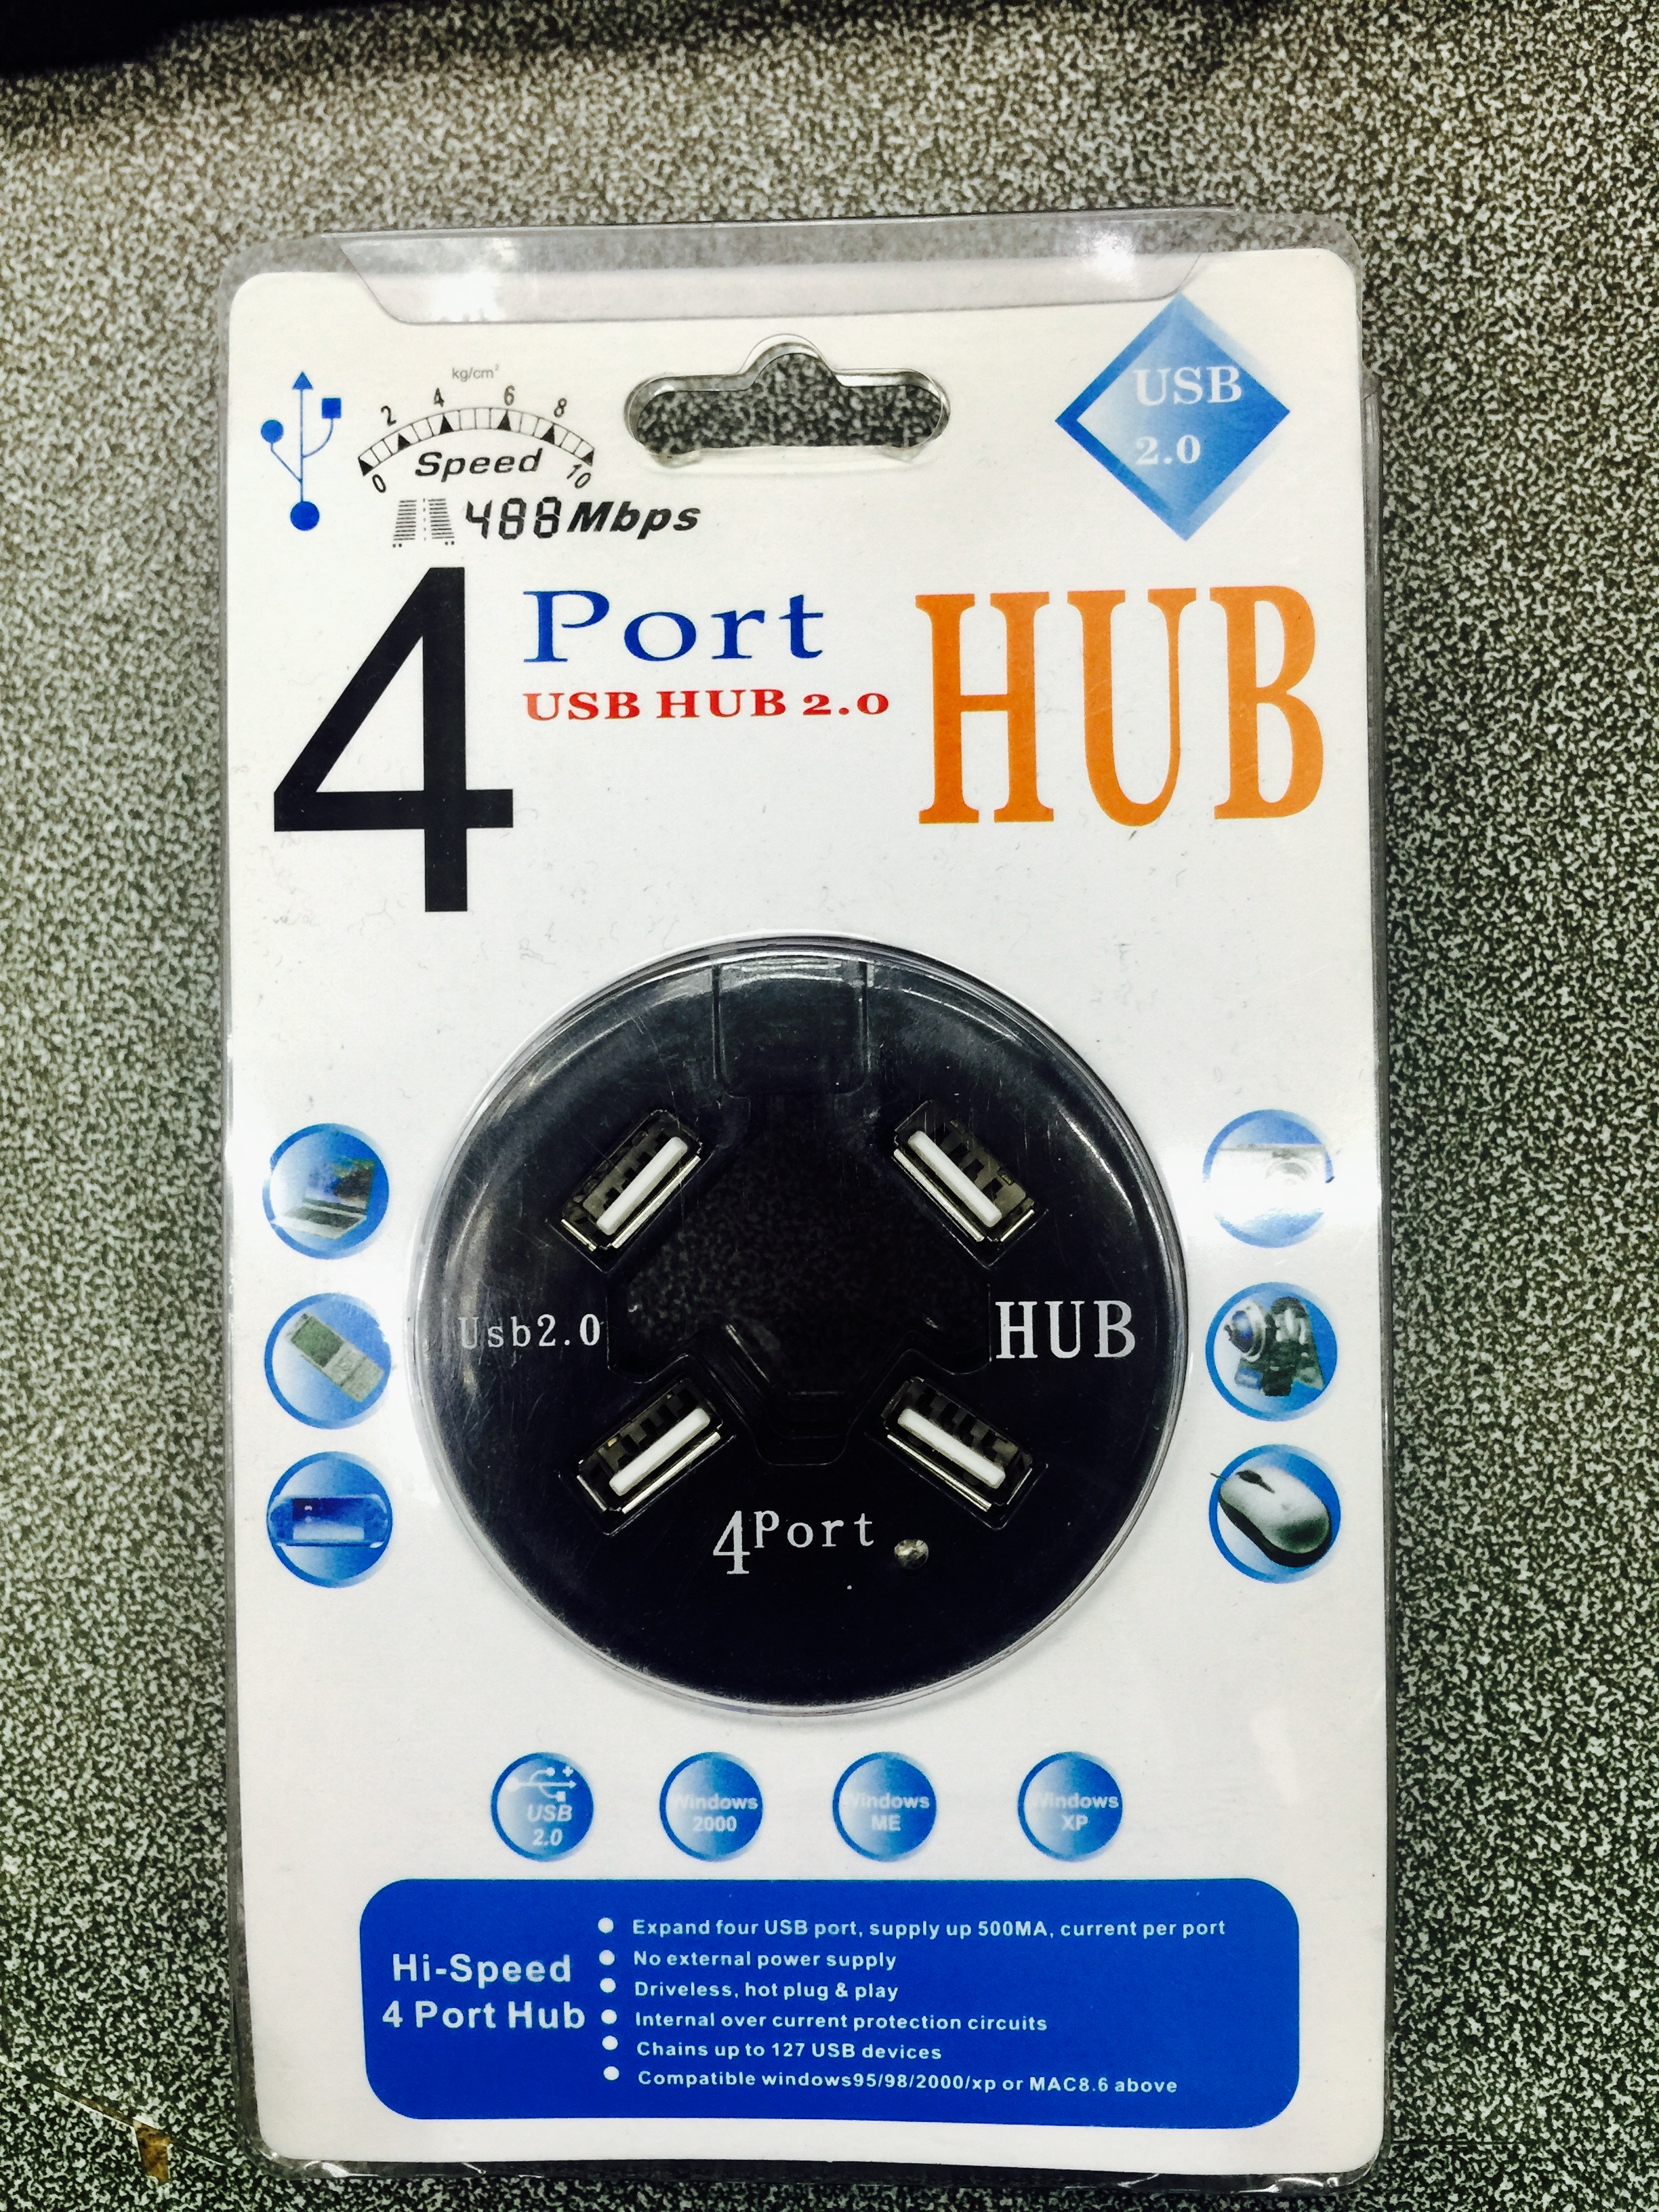 kg/cm²
0 2 4 6 8 10
Speed
488Mbps
USB
2.0
4 Port HUB
USB HUB 2.0
Usb2.0
HUB
4Port
USB
2.0
Windows
2000
Windows
ME
Windows
XP
Hi-Speed
4 Port Hub
Expand four USB port, supply up 500MA, current per port
No external power supply
Driveless, hot plug & play
Internal over current protection circuits
Chains up to 127 USB devices
Compatible windows95/98/2000/xp or MAC8.6 above